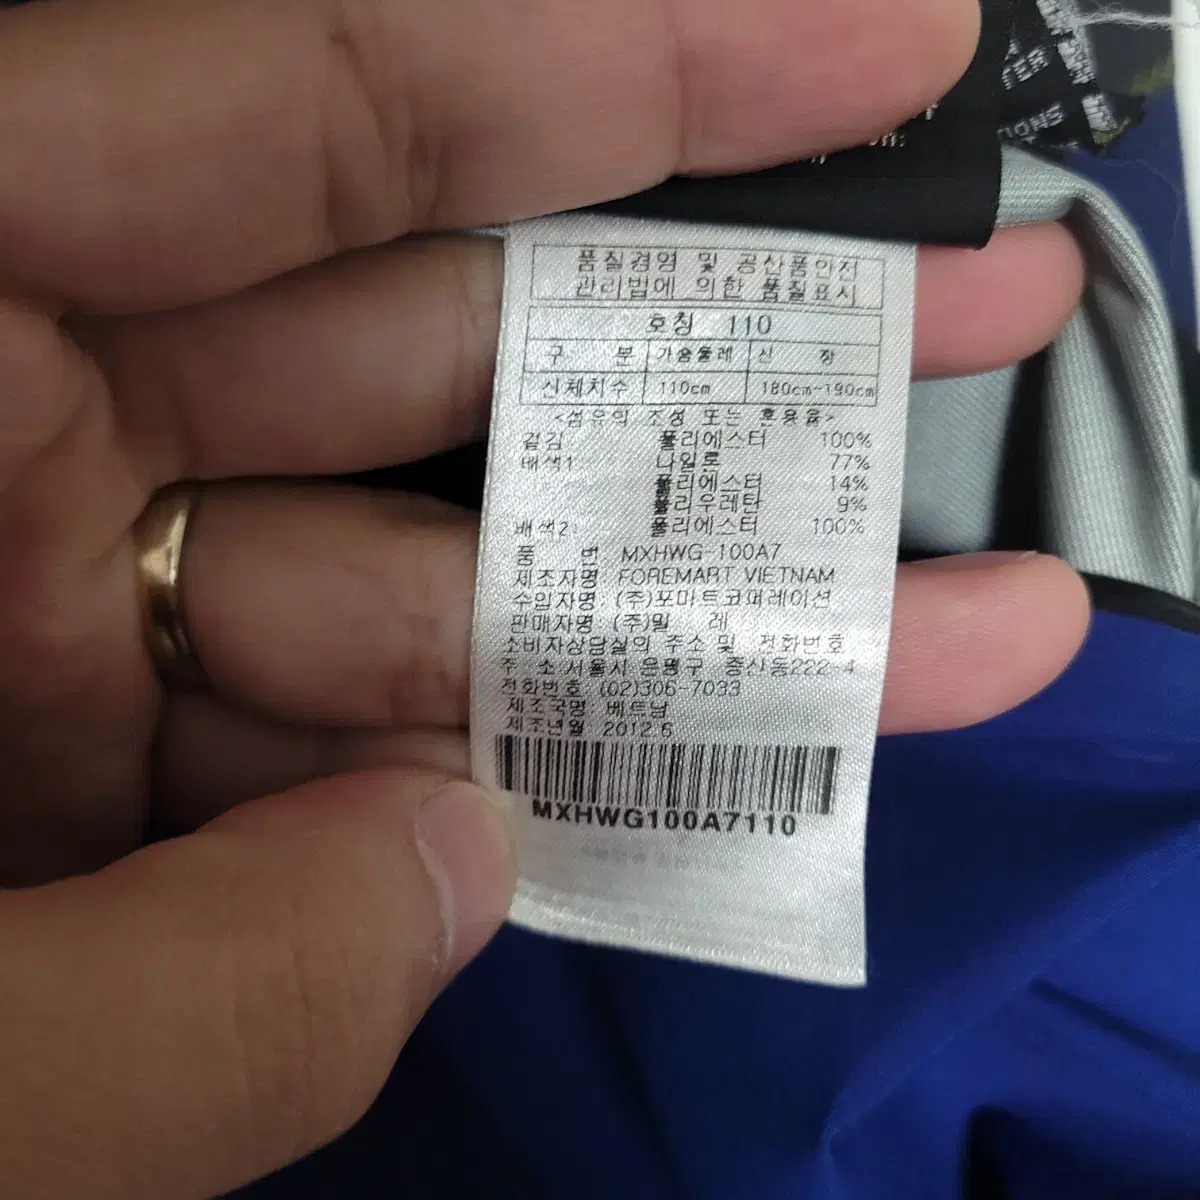 품질경영 및 공산품안전
관리법에 의한 품질표시
호칭 110
구 분 가슴둘레 신 장
신체치수 110cm 180cm-190cm
<섬유의 조성 또는 혼용율>
겉감 폴리에스터 100%
배색1: 나일론 77%
폴리에스터 14%
폴리우레탄 9%
배색2: 폴리에스터 100%
품 번: MXHWG-100A7
제조자명: FOREMART VIETNAM
수입자명: (주)포마트코퍼레이션
판매자명 (주)밀 레
소비자상담실의 주소 및 전화번호
주 소 서울시 은평구 증산동222-4
전화번호: (02)306-7033
제조국명: 베트남
제조년월: 2012.6
MXHWG100A7110